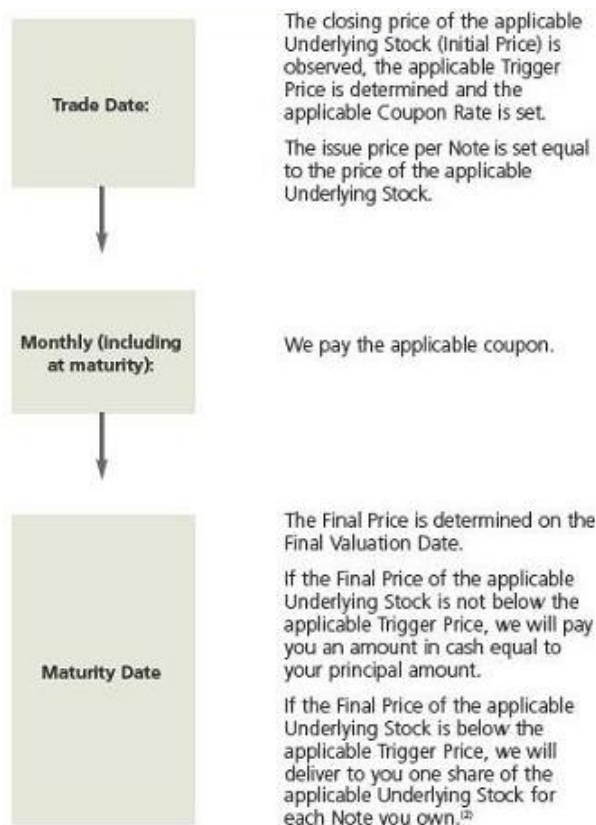 Trade Date:
The closing price of the applicable
Underlying Stock (Initial Price) is
observed, the applicable Trigger
Price is determined and the
applicable Coupon Rate is set.
The issue price per Note is set equal
to the price of the applicable
Underlying Stock.
Monthly (including
at maturity):
We pay the applicable coupon.
Maturity Date
The Final Price is determined on the
Final Valuation Date.
If the Final Price of the applicable
Underlying Stock is not below the
applicable Trigger Price, we will pay
you an amount in cash equal to
your principal amount.
If the Final Price of the applicable
Underlying Stock is below the
applicable Trigger Price, we will
deliver to you one share of the
applicable Underlying Stock for
each Note you own.(2)